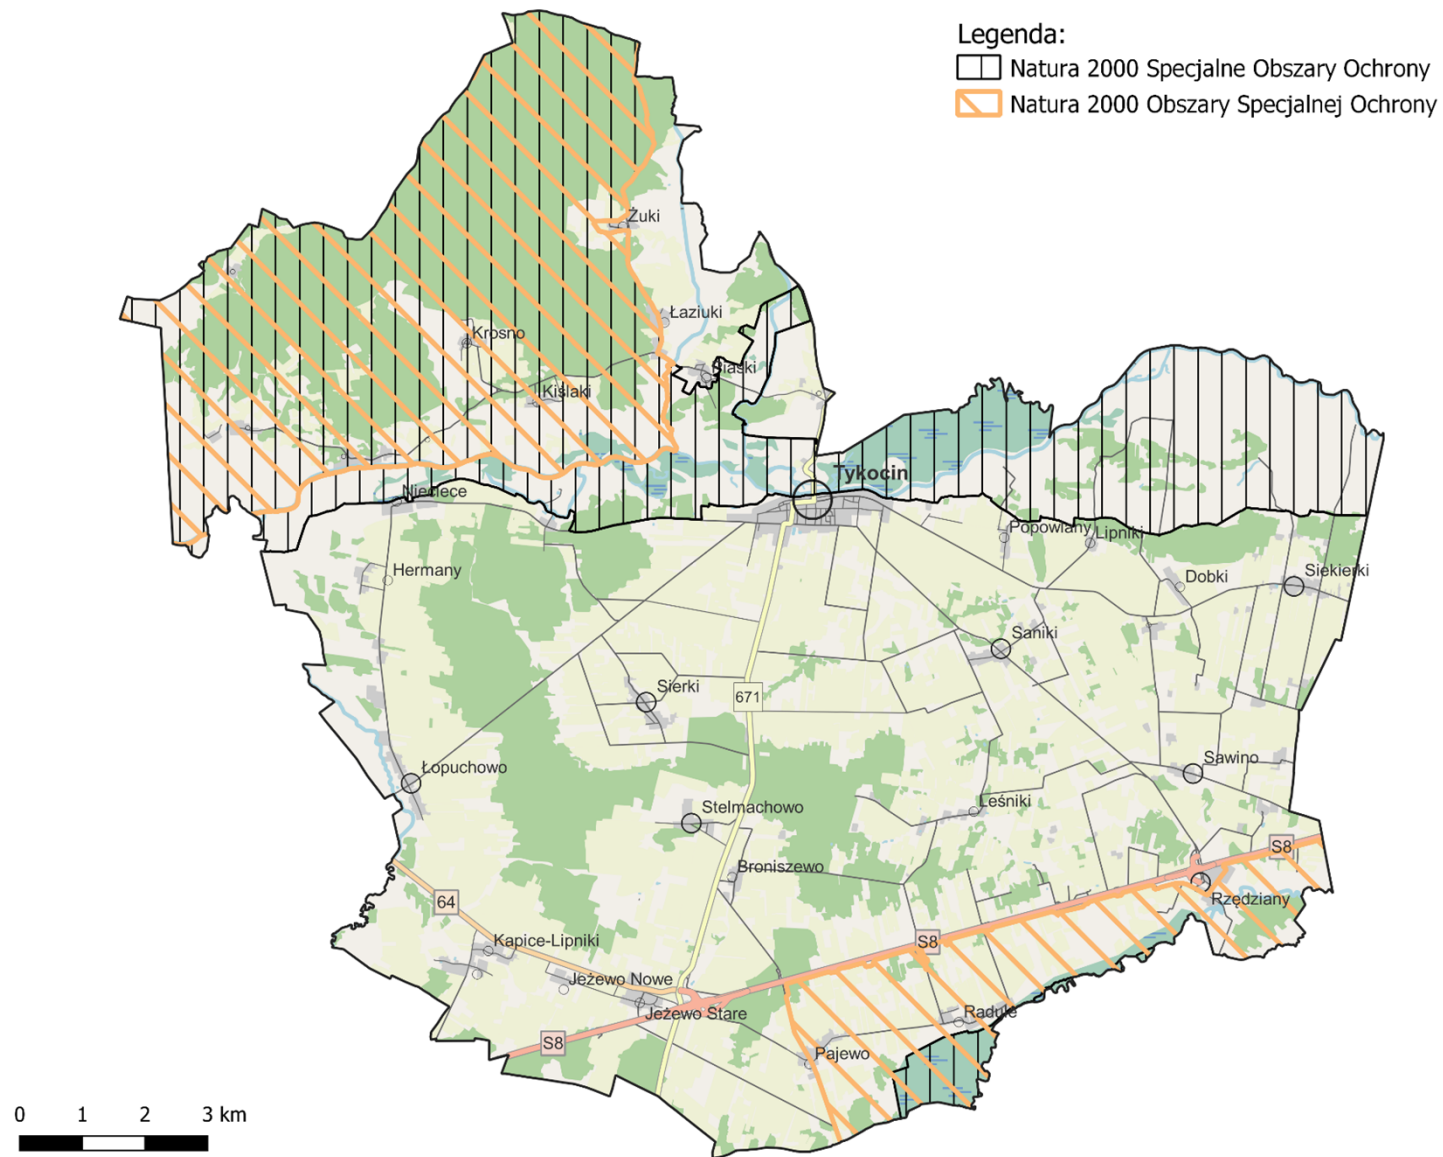 Legenda:
Natura 2000 Specjalne Obszary Ochrony
Natura 2000 Obszary Specjalnej Ochrony
Żuki
Łaziuki
Krosno
Piaski
Kiślaki
Tykocin
Nieciece
Popowlany
Lipniki
Hermany
Dobki
Siekierki
Saniki
Sierki
671
Łopuchowo
Sawino
Stelmachowo
Leśniki
S8
Broniszewo
64
Rzędziany
Kapice-Lipniki
S8
Jeżewo Nowe
Jeżewo Stare
Radule
S8
Pajewo
0 1 2 3 km